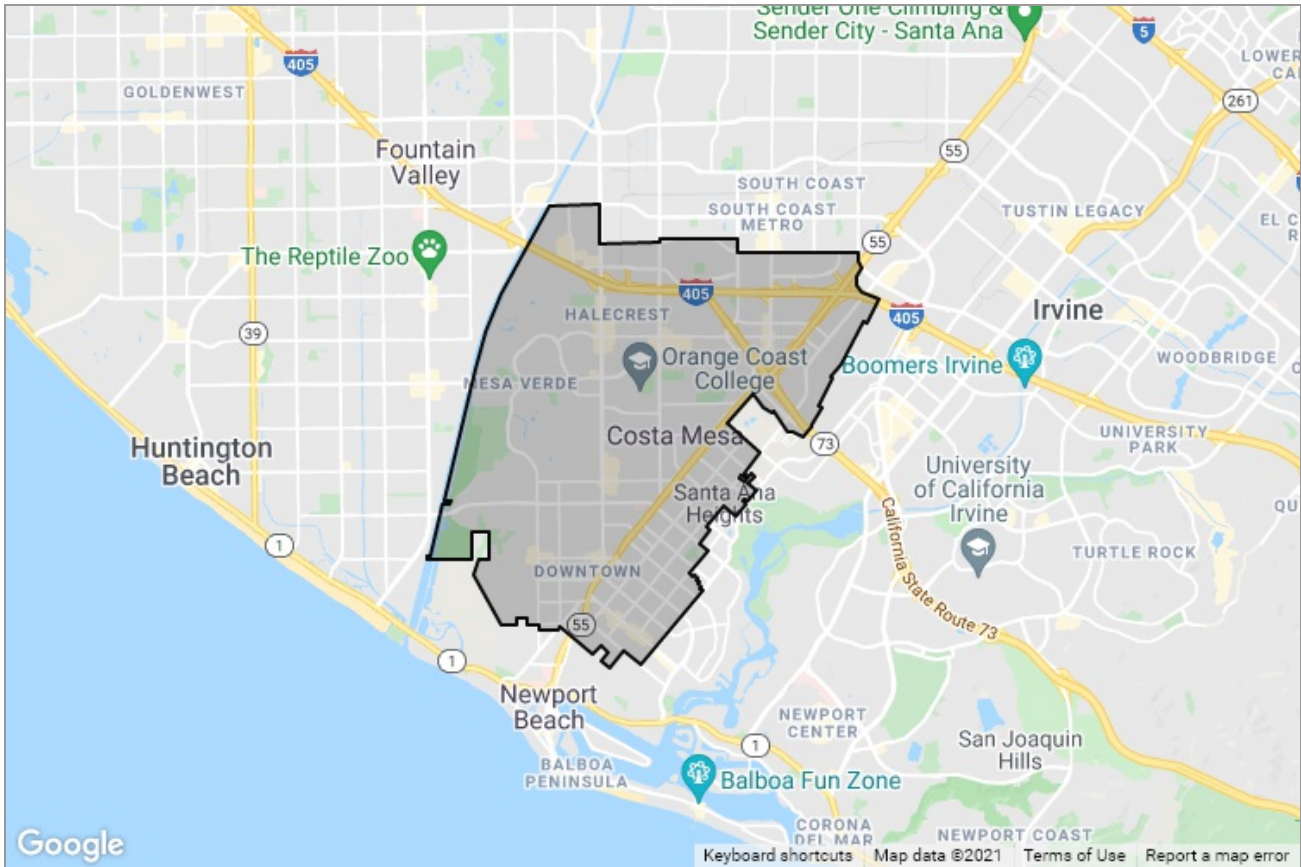 Sender One Climbing &
Sender City - Santa Ana
5
LOWER
405
GOLDENWEST
261
Fountain
Valley
55
SOUTH COAST
SOUTH COAST
METRO
TUSTIN LEGACY
The Reptile Zoo
55
405
HALECREST
405
Irvine
39
Orange Coast
College
Boomers Irvine
WOODBRIDGE
MESA VERDE
Costa Mesa
Huntington
Beach
73
UNIVERSITY
PARK
University
of California
Irvine
Santa Ana
Heights
California State Route 73
1
TURTLE ROCK
DOWNTOWN
55
1
Newport
Beach
NEWPORT
CENTER
1
San Joaquin
Hills
BALBOA
PENINSULA
Balboa Fun Zone
CORONA
DEL MAR
NEWPORT COAST
Google
Keyboard shortcuts Map data ©2021 Terms of Use Report a map error